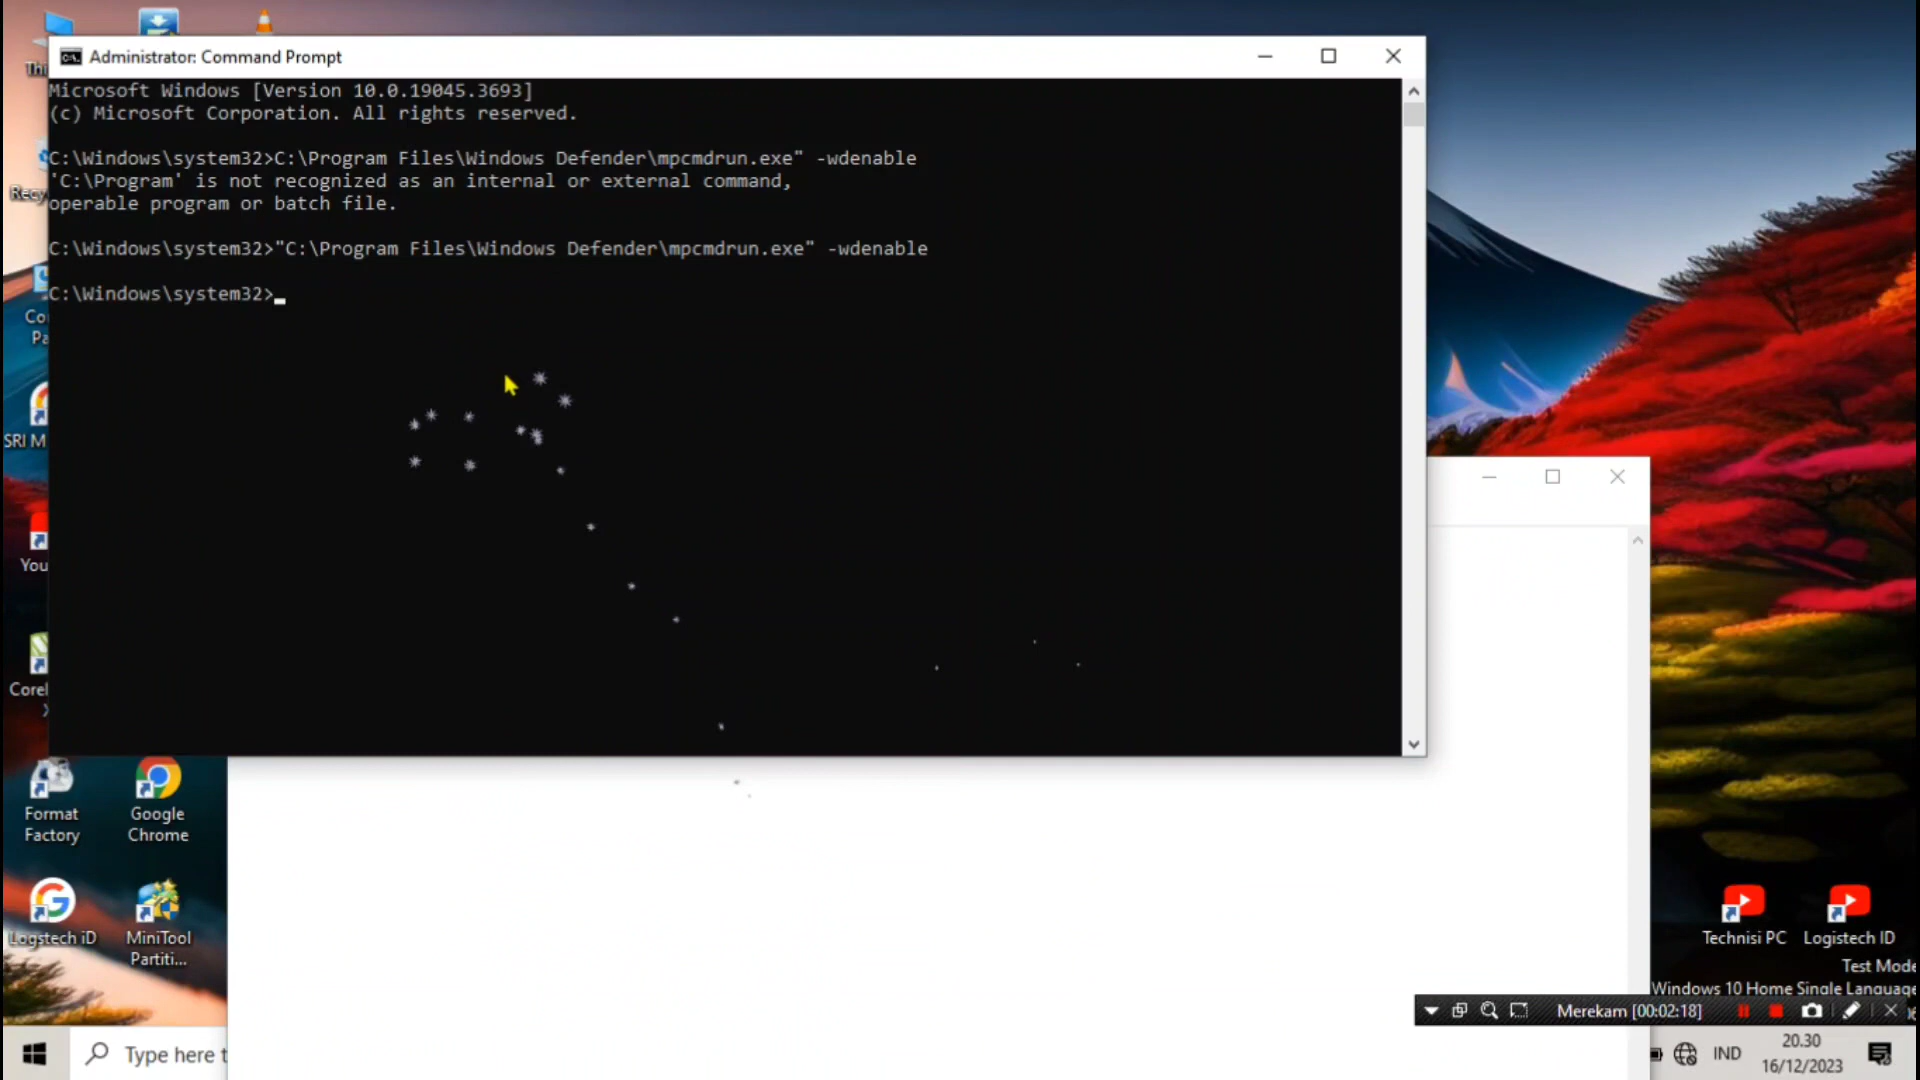 Administrator: Command Prompt
Microsoft Windows [Version 10.0.19045.3693]
(c) Microsoft Corporation. All rights reserved.
C:\Windows\system32>C:\Program Files\Windows Defender\mpcmdrun.exe" -wdenable
'C:\Program' is not recognized as an internal or external command,
operable program or batch file.
C:\Windows\system32>"C:\Program Files\Windows Defender\mpcmdrun.exe" -wdenable
C:\Windows\system32>
SRI M
You
Corel
Format
Factory
Google
Chrome
Logstech iD
MiniTool
Partiti...
Technisi PC
Logistech ID
Test Mode
Windows 10 Home Single Language
Merekam [00:02:18]
Type here t
IND
20.30
16/12/2023